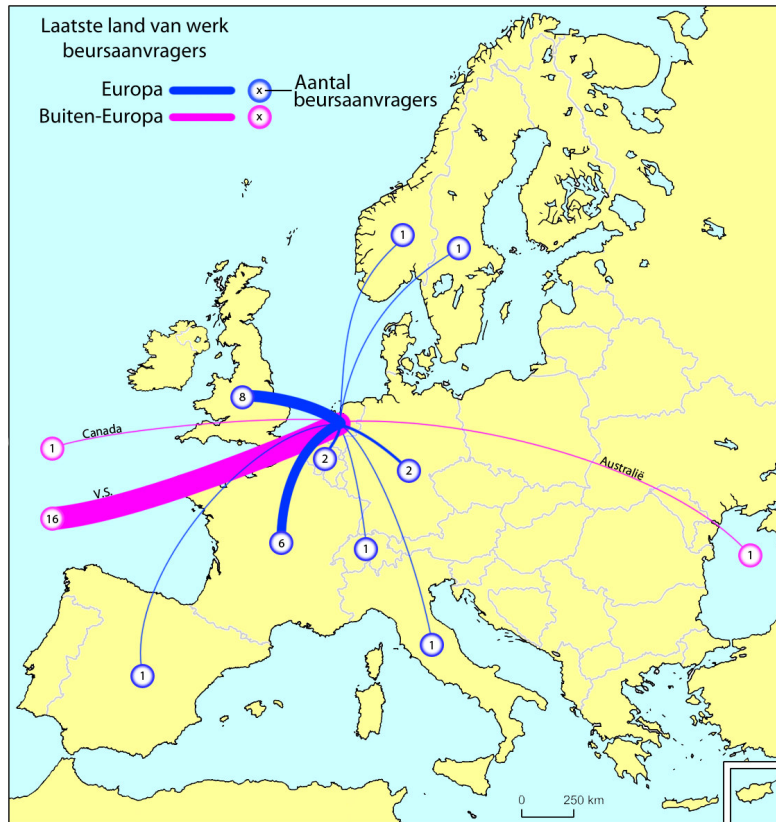 Laatste land van werk
beursaanvragers
Europa x Aantal
beursaanvragers
Buiten-Europa x
1
1
8
Canada
1
2
2
Australië
V.S.
16
6
1
1
1
1
0 250 km